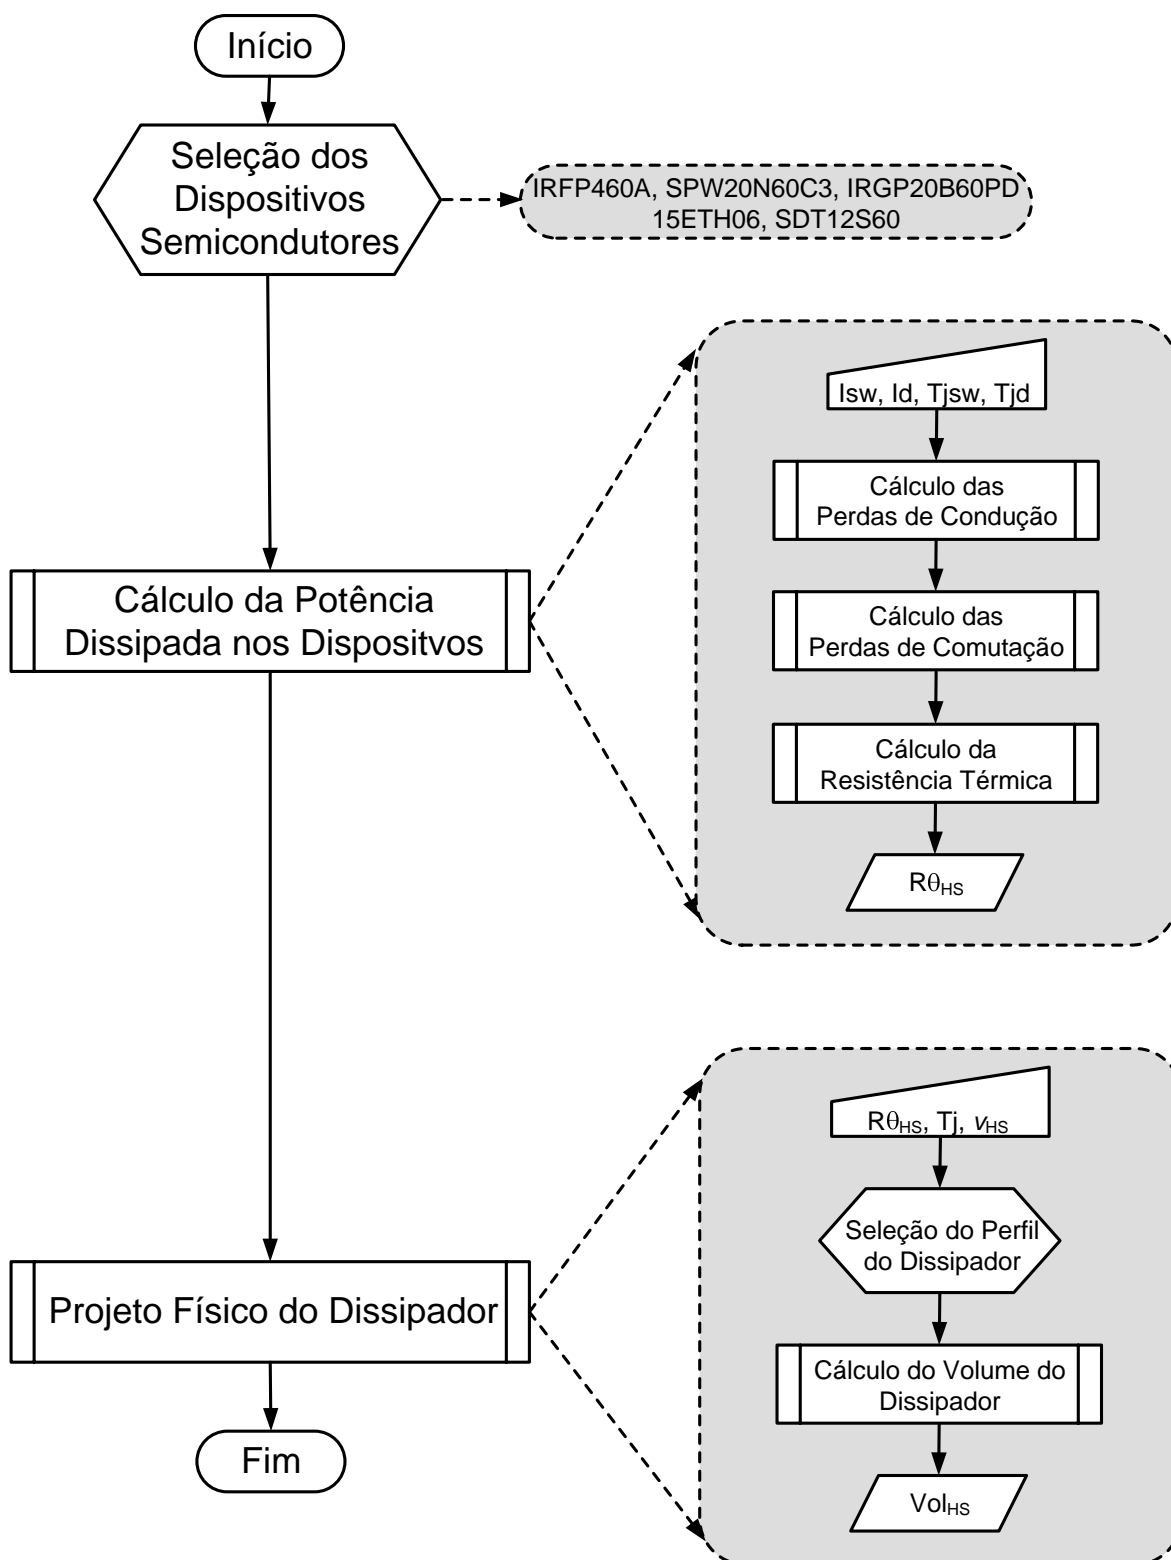 Início
Seleção dos
Dispositivos
Semicondutores
IRFP460A, SPW20N60C3, IRGP20B60PD
15ETH06, SDT12S60
Isw, Id, Tjsw, Tjd
Cálculo das
Perdas de Condução
Cálculo da Potência
Dissipada nos Dispositvos
Cálculo das
Perdas de Comutação
Cálculo da
Resistência Térmica
RθHS
RθHS, Tj, vHS
Seleção do Perfil
do Dissipador
Projeto Físico do Dissipador
Cálculo do Volume do
Dissipador
Fim
VolHS